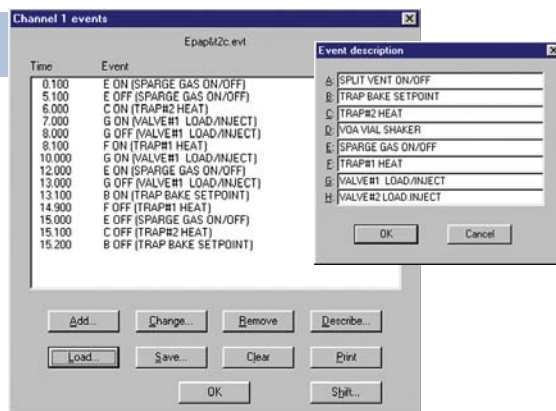 Channel 1 events
Epap&t2c.evt
Time Event
0.100 E ON (SPARGE GAS ON/OFF)
5.100 E OFF (SPARGE GAS ON/OFF)
6.000 C ON (TRAP#2 HEAT)
7.000 G ON (VALVE#1 LOAD/INJECT)
8.000 G OFF (VALVE#1 LOAD/INJECT)
8.100 F ON (TRAP#1 HEAT)
10.000 G ON (VALVE#1 LOAD/INJECT)
12.000 E ON (SPARGE GAS ON/OFF)
13.000 G OFF (VALVE#1 LOAD/INJECT)
13.100 B ON (TRAP BAKE SETPOINT)
14.900 F OFF (TRAP#1 HEAT)
15.000 E OFF (SPARGE GAS ON/OFF)
15.100 C OFF (TRAP#2 HEAT)
15.200 B OFF (TRAP BAKE SETPOINT)
Add... Change... Remove Describe...
Load... Save... Clear Print
OK Shift...
Event description
A: SPLIT VENT ON/OFF
B: TRAP BAKE SETPOINT
C: TRAP#2 HEAT
D: VOA VIAL SHAKER
E: SPARGE GAS ON/OFF
F: TRAP#1 HEAT
G: VALVE#1 LOAD/INJECT
H: VALVE#2 LOAD.INJECT
OK Cancel